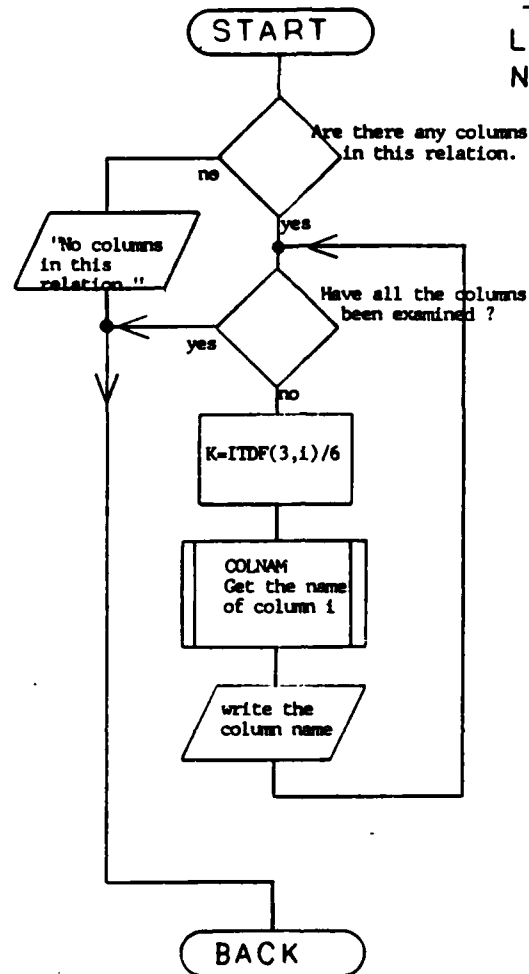 START
L
N
Are there any columns
in this relation.
no
yes
"No columns
in this
relation."
Have all the columns
been examined ?
yes
no
K=ITDF(3,i)/6
COLNAM
Get the name
of column i
write the
column name
BACK